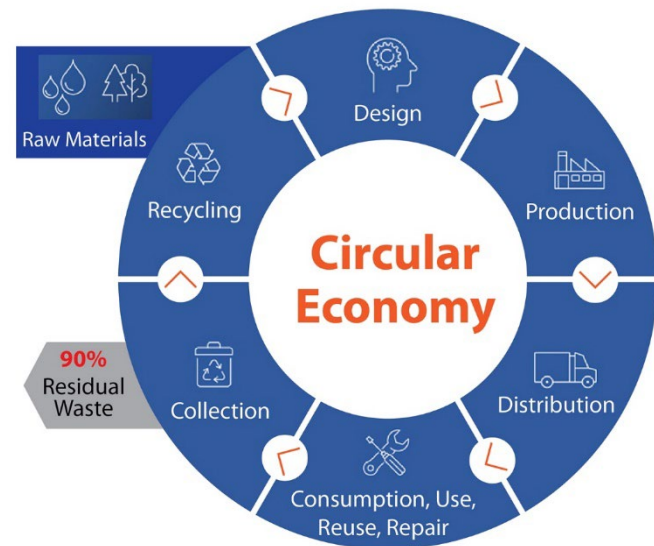 Raw Materials
Design
Recycling
Production
Circular
Economy
90%
Residual
Waste
Collection
Distribution
Consumption, Use,
Reuse, Repair